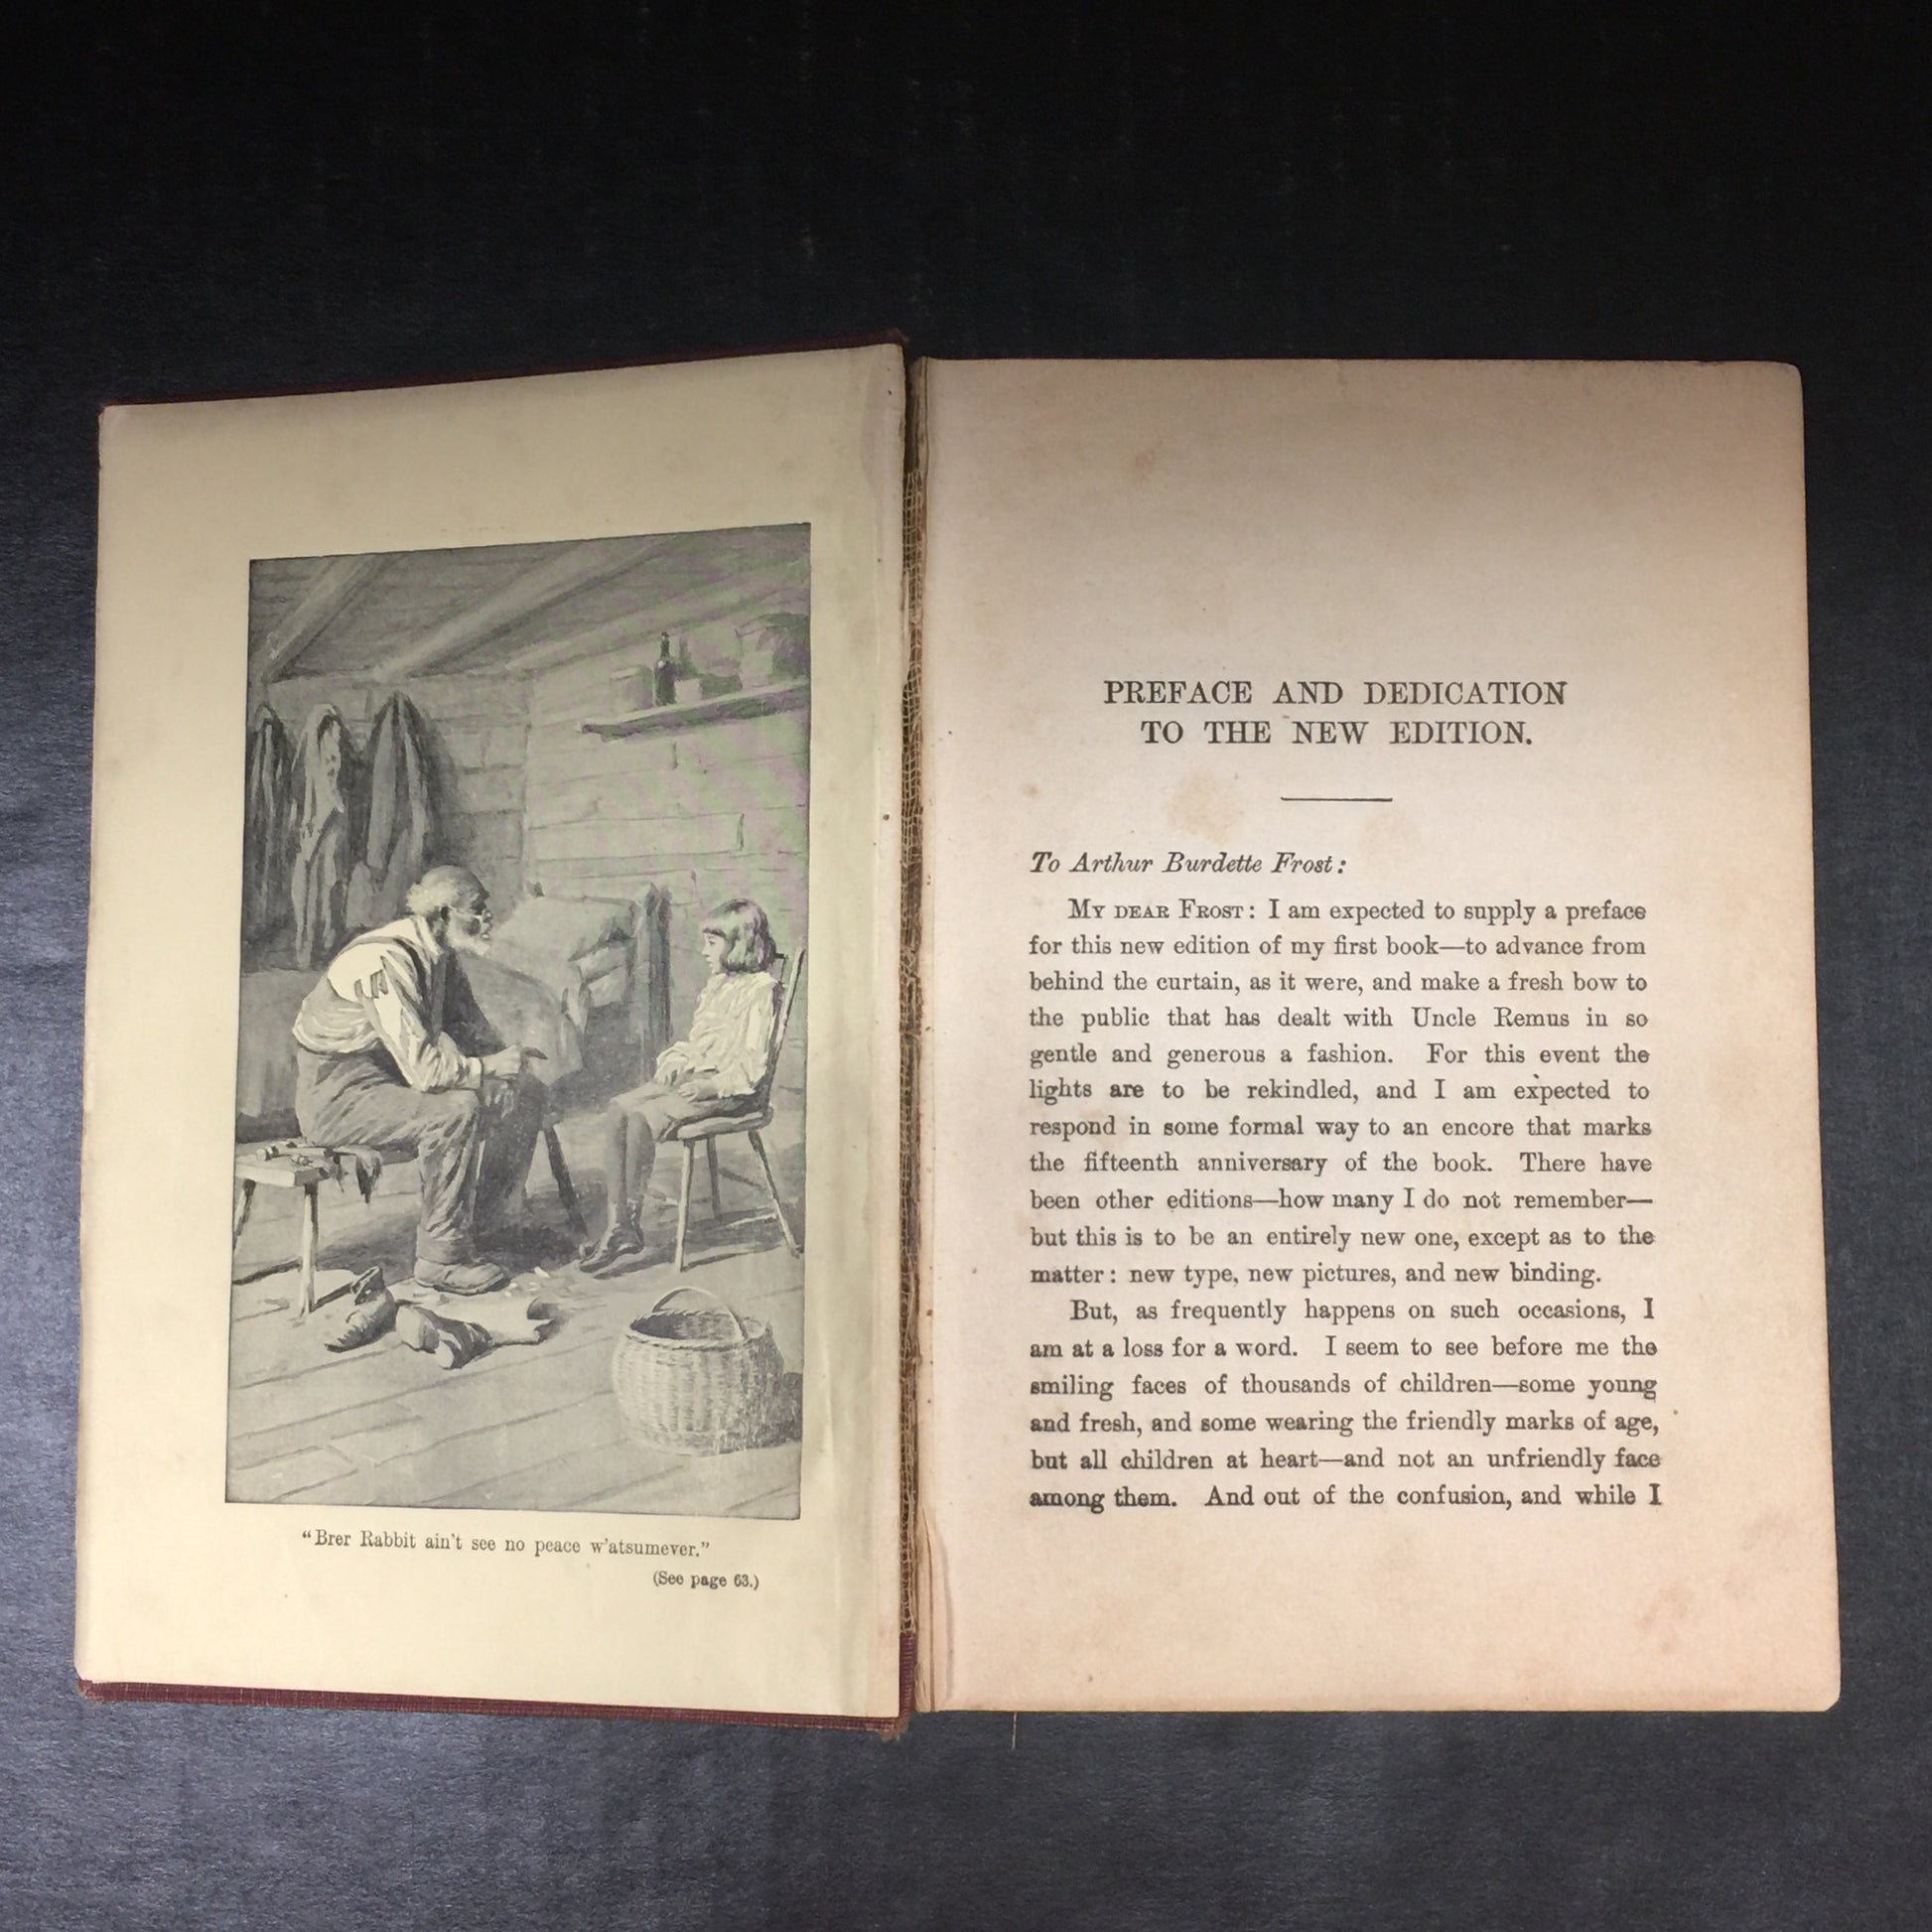 "Brer Rabbit ain't see no peace w'atsumever."
(See page 63.)
PREFACE AND DEDICATION
TO THE NEW EDITION.
To Arthur Burdette Frost:
MY DEAR FROST: I am expected to supply a preface
for this new edition of my first book—to advance from
behind the curtain, as it were, and make a fresh bow to
the public that has dealt with Uncle Remus in so
gentle and generous a fashion. For this event the
lights are to be rekindled, and I am expected to
respond in some formal way to an encore that marks
the fifteenth anniversary of the book. There have
been other editions—how many I do not remember—
but this is to be an entirely new one, except as to the
matter: new type, new pictures, and new binding.
But, as frequently happens on such occasions, I
am at a loss for a word. I seem to see before me the
smiling faces of thousands of children—some young
and fresh, and some wearing the friendly marks of age,
but all children at heart—and not an unfriendly face
among them. And out of the confusion, and while I